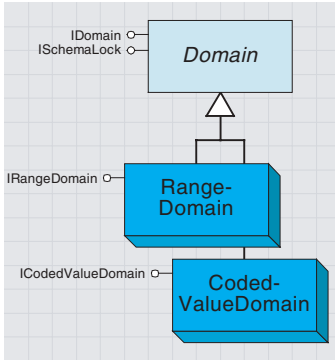 IDomain
ISchemaLock
Domain
IRangeDomain
Range-
Domain
ICodedValueDomain
Coded-
ValueDomain